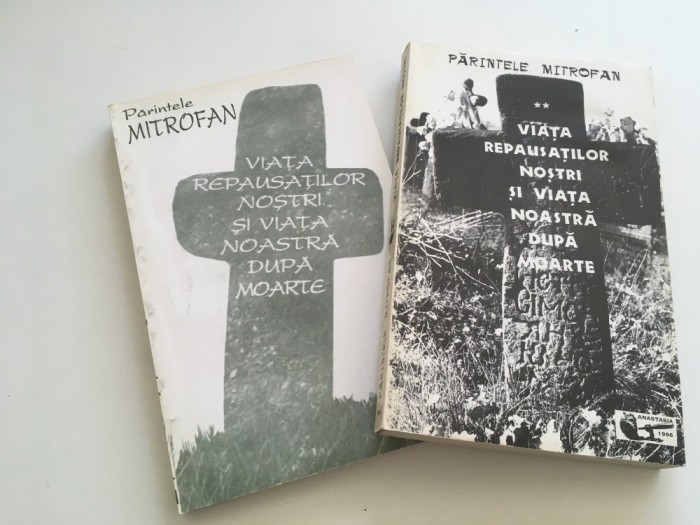 Părintele
MITROFAN
VIAȚA
REPAUSAȚILOR
NOȘTRI
ȘI VIAȚA
NOASTRĂ
DUPĂ
MOARTE
PĂRINTELE MITROFAN
**
VIAȚA
REPAUSAȚILOR
NOȘTRI
ȘI VIAȚA
NOASTRĂ
DUPĂ
MOARTE
ANASTASIA
1996